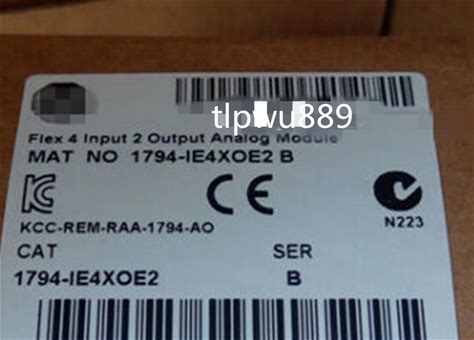 tlpwu889
Flex 4 Input 2 Output Analog Module
MAT NO 1794-IE4XOE2 B
KCC-REM-RAA-1794-AO
N223
CAT SER
1794-IE4XOE2 B